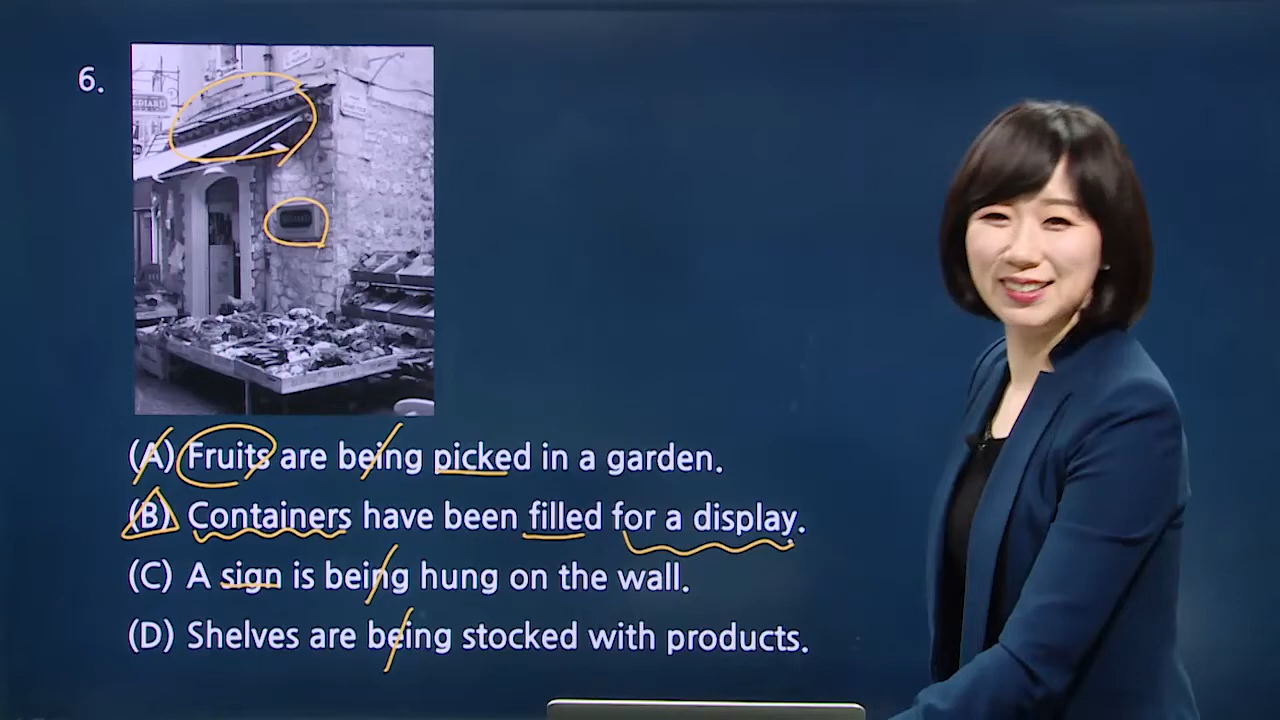 6.
(A) Fruits are being picked in a garden.
(B) Containers have been filled for a display.
(C) A sign is being hung on the wall.
(D) Shelves are being stocked with products.